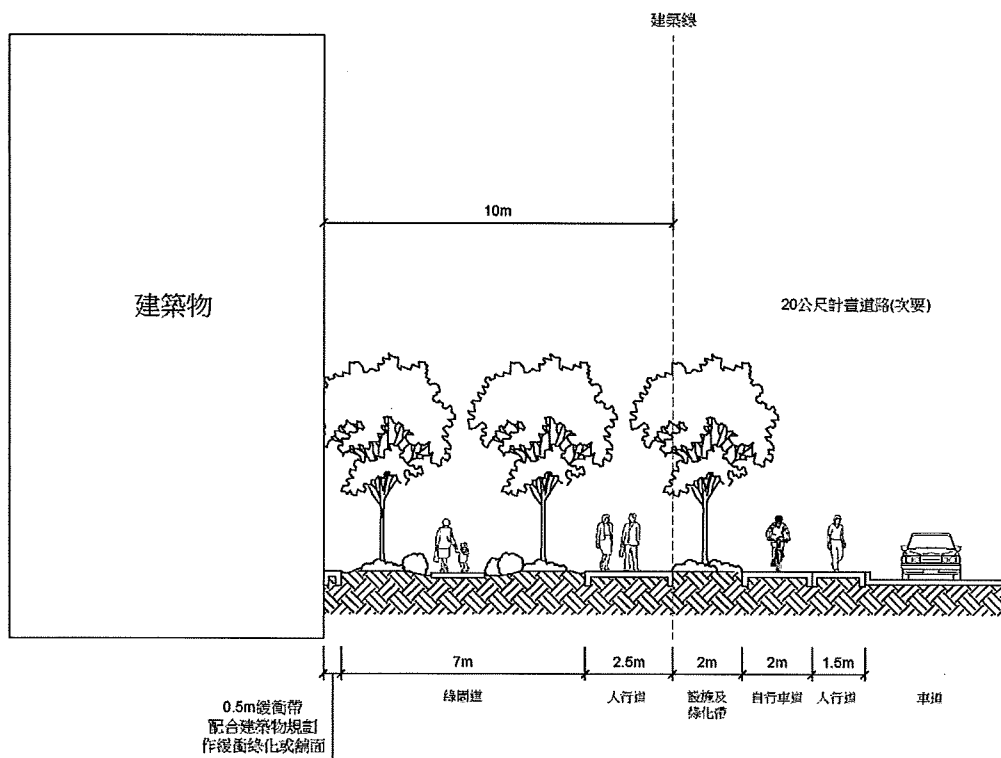 建築線
10m
建築物
20公尺計畫道路(次要)
7m
2.5m
2m
2m
1.5m
綠園道
人行道
設施及
綠化帶
自行車道
人行道
車道
0.5m緩衝帶
配合建築物規劃
作緩衝綠化或舖面